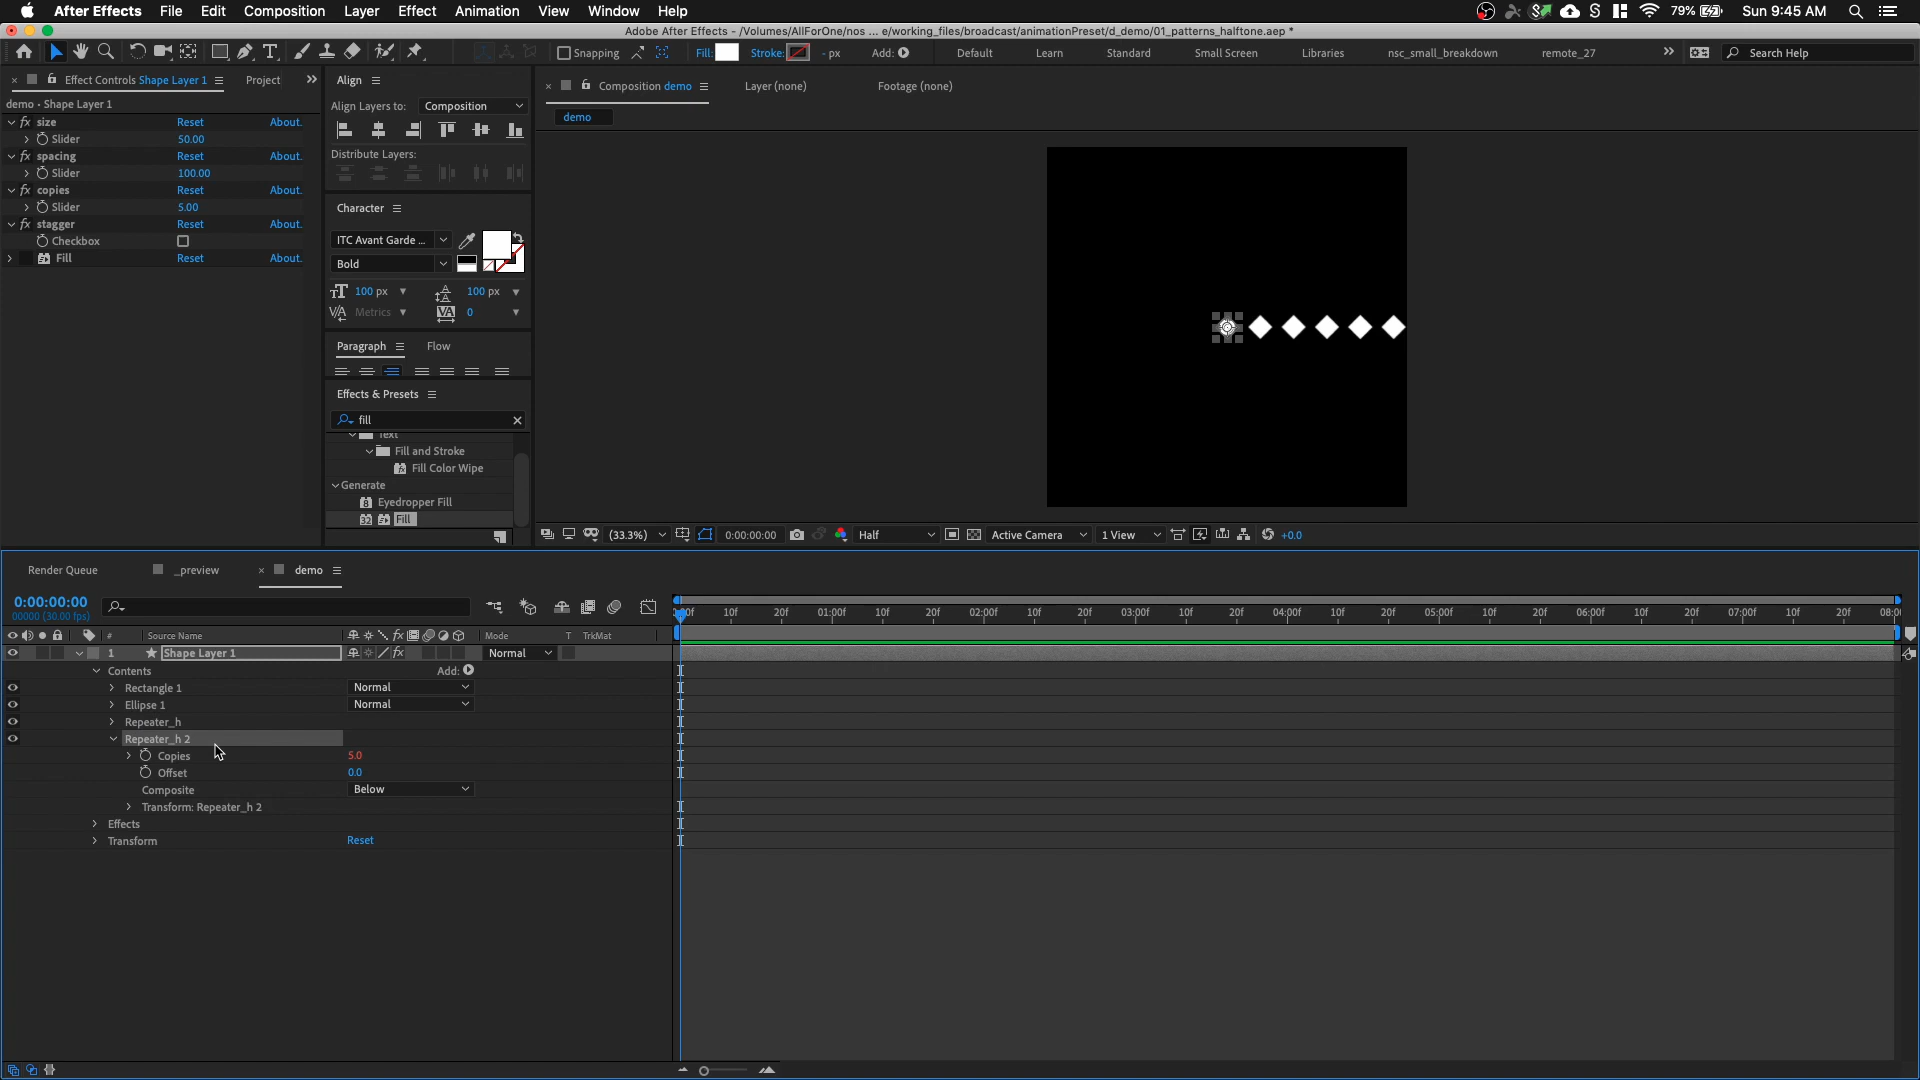 After Effects File Edit Composition Layer Effect Animation View Window Help 79% Sun 9:45 AM
Adobe After Effects - /Volumes/AllForOne/nos ... e/working_files/broadcast/animationPreset/d_demo/01_patterns_halftone.aep *
Snapping Fill: Stroke: - px Add: Default Learn Standard Small Screen Libraries nsc_small_breakdown remote_27 Search Help
Effect Controls Shape Layer 1 Project
demo • Shape Layer 1
fx size Reset About.
Slider 50.00
fx spacing Reset About.
Slider 100.00
fx copies Reset About.
Slider 5.00
fx stagger Reset About.
Checkbox
Fill Reset About.
Align
Align Layers to: Composition
Distribute Layers:
Character
ITC Avant Garde ...
Bold
100 px 100 px
Metrics 0
Paragraph Flow
Effects & Presets
fill
Text
Fill and Stroke
Fill Color Wipe
Generate
Eyedropper Fill
32 Fill
Composition demo Layer (none) Footage (none)
demo
(33.3%) 0:00:00:00 Half Active Camera 1 View +0.0
Render Queue _preview demo
0:00:00:00
00000 (30.00 fps)
10f 20f 01:00f 10f 20f 02:00f 10f 20f 03:00f 10f 20f 04:00f 10f 20f 05:00f 10f 20f 06:00f 10f 20f 07:00f 10f 20f
# Source Name fx Mode T TrkMat
1 Shape Layer 1 fx Normal
Contents Add:
Rectangle 1 Normal
Ellipse 1 Normal
Repeater_h
Repeater_h 2
Copies 5.0
Offset 0.0
Composite Below
Transform: Repeater_h 2
Effects
Transform Reset